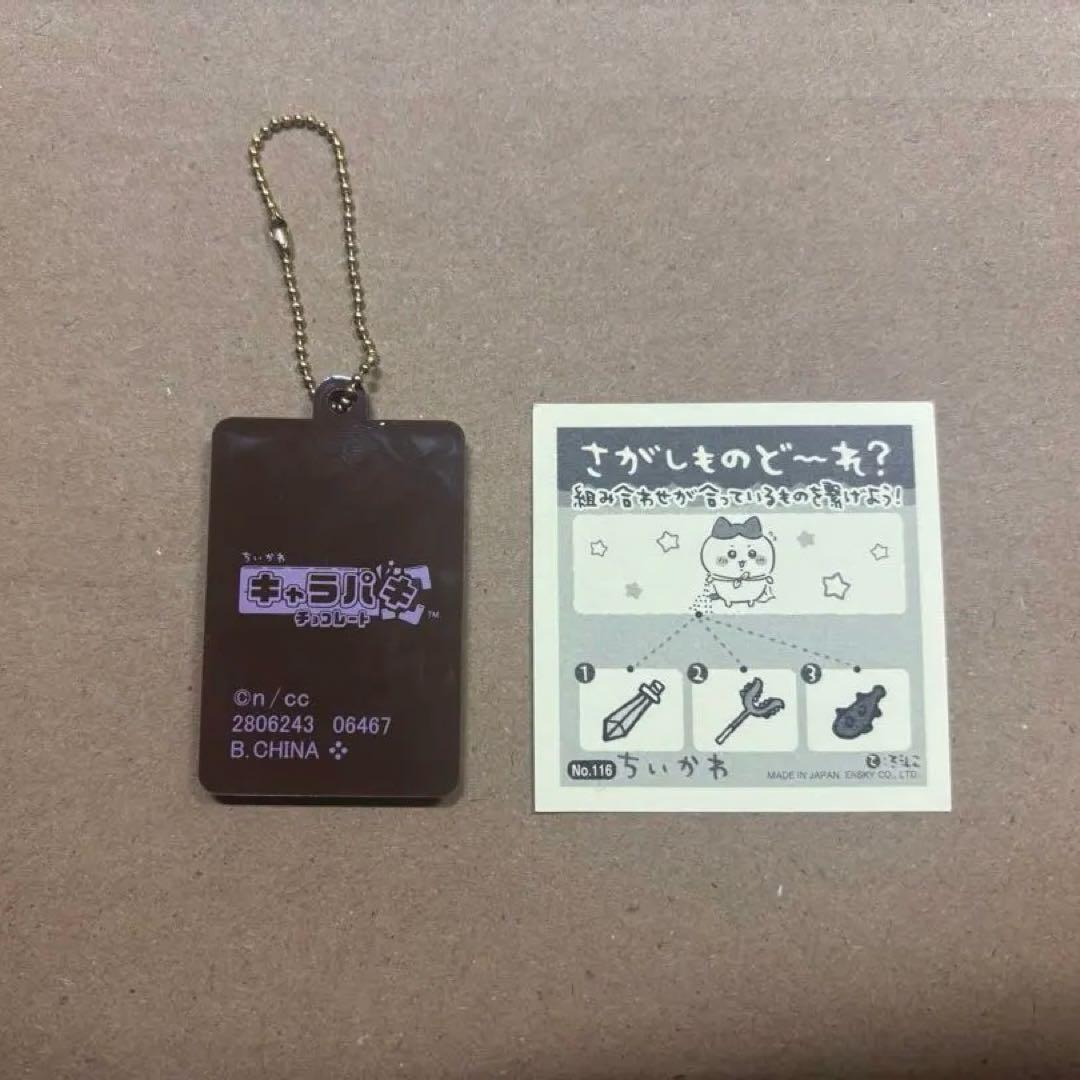 ちいかわ
キャラパキ
チョコレート
TM
©n/cc
2806243 06467
B.CHINA
さがしものど〜れ?
組み合わせが合っているものを繋げよう!
1
2
3
No.116 ちいかわ
MADE IN JAPAN. ENSKY CO., LTD.